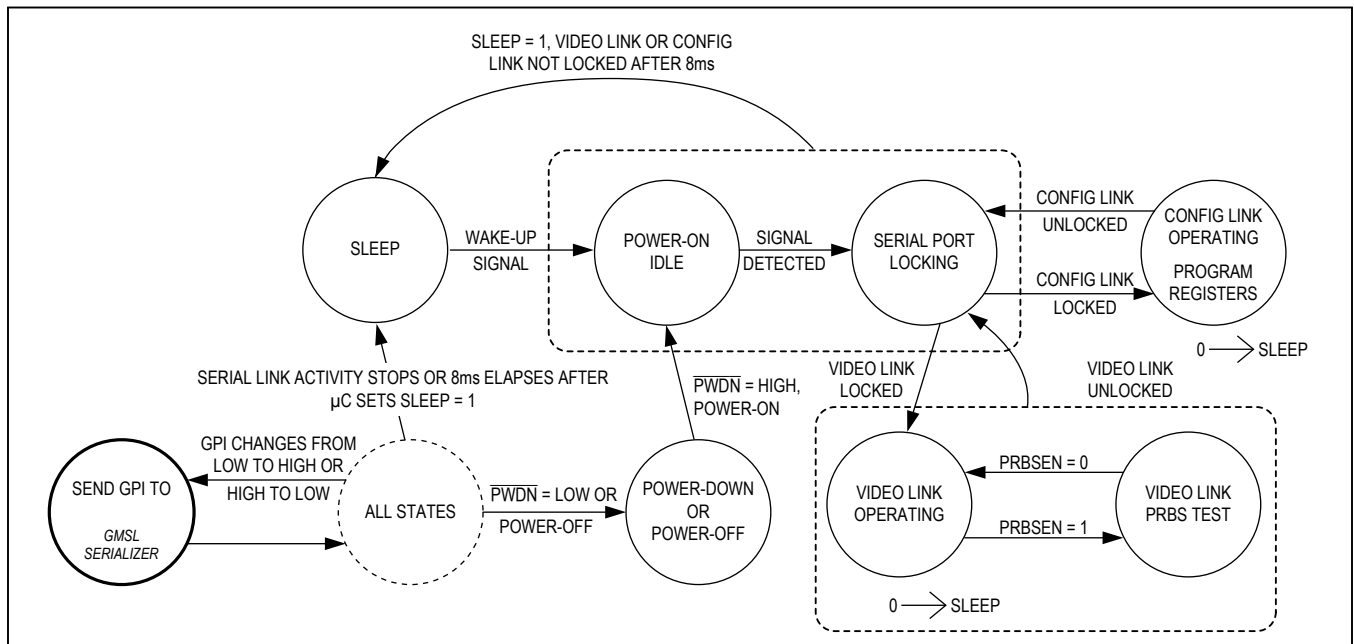 SLEEP = 1, VIDEO LINK OR CONFIG
LINK NOT LOCKED AFTER 8ms
SLEEP
WAKE-UP
SIGNAL
POWER-ON
IDLE
SIGNAL
DETECTED
SERIAL PORT
LOCKING
CONFIG LINK
UNLOCKED
CONFIG LINK
LOCKED
CONFIG LINK
OPERATING
PROGRAM
REGISTERS
0 → SLEEP
SERIAL LINK ACTIVITY STOPS OR 8ms ELAPSES AFTER
µC SETS SLEEP = 1
PWDN = HIGH,
POWER-ON
VIDEO LINK
LOCKED
VIDEO LINK
UNLOCKED
GPI CHANGES FROM
LOW TO HIGH OR
HIGH TO LOW
SEND GPI TO
GMSL
SERIALIZER
ALL STATES
PWDN = LOW OR
POWER-OFF
POWER-DOWN
OR
POWER-OFF
VIDEO LINK
OPERATING
PRBSEN = 0
PRBSEN = 1
VIDEO LINK
PRBS TEST
0 → SLEEP